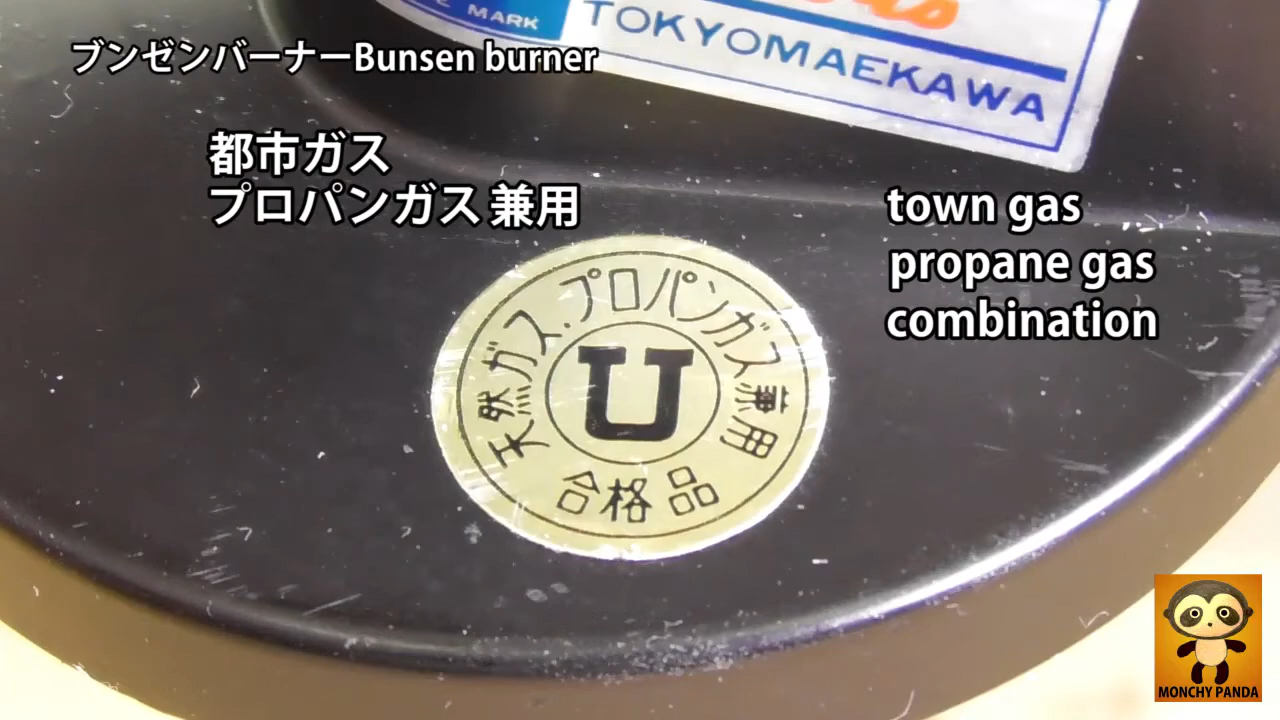 MARK
TOKYOMAEKAWA
ブンゼンバーナーBunsen burner
都市ガス
プロパンガス 兼用
town gas
propane gas
combination
天然ガス.プロパンガス兼用
U
合格品
MONCHY PANDA